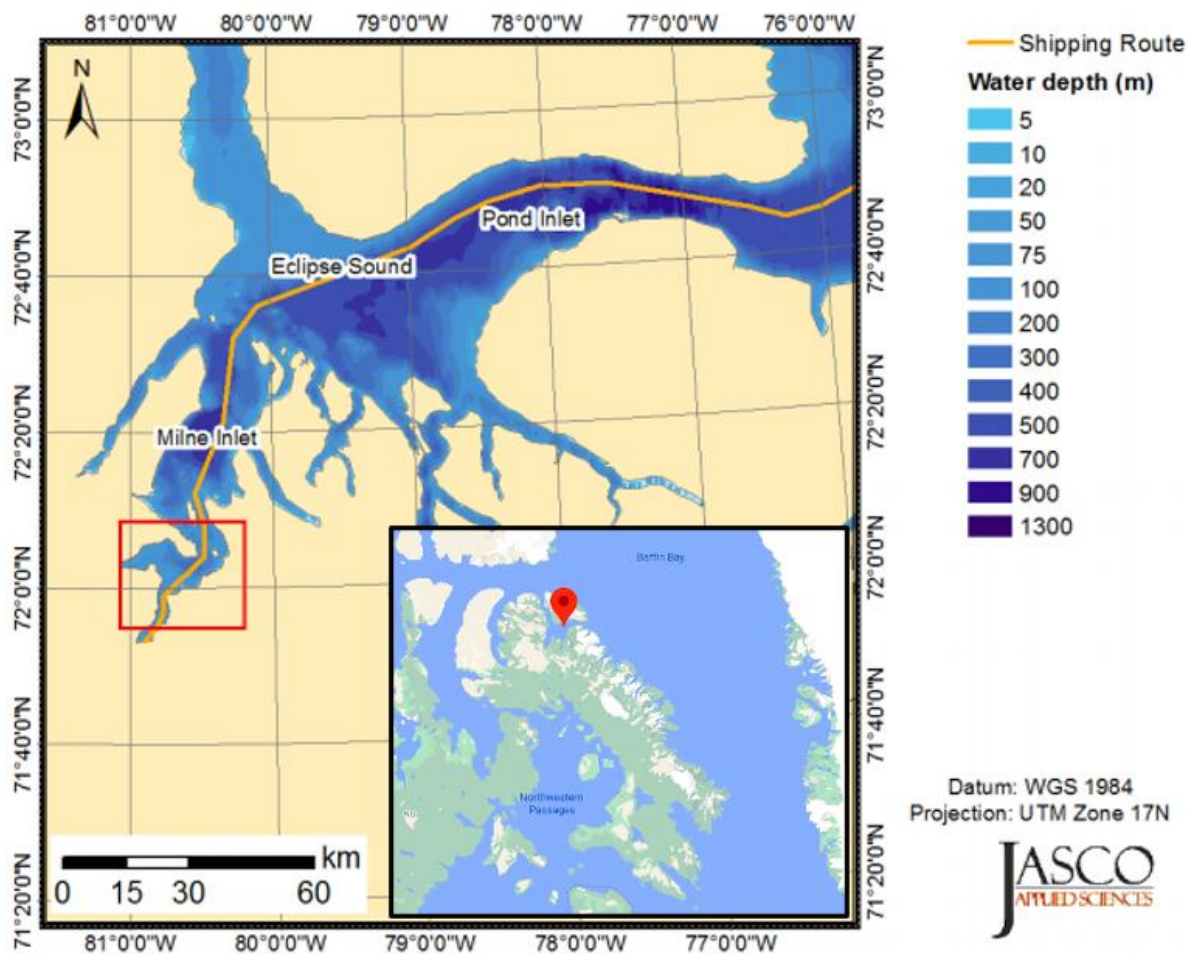 81°0'0"W 80°0'0"W 79°0'0"W 78°0'0"W 77°0'0"W 76°0'0"W
N
73°0'0"N
72°40'0"N
72°20'0"N
72°0'0"N
71°40'0"N
71°20'0"N
Pond Inlet
Eclipse Sound
Milne Inlet
Baffin Bay
Northwestern
Passages
km
0 15 30 60
73°0'0"N
72°40'0"N
72°20'0"N
72°0'0"N
71°40'0"N
71°20'0"N
81°0'0"W 80°0'0"W 79°0'0"W 78°0'0"W 77°0'0"W
Shipping Route
Water depth (m)
5
10
20
50
75
100
200
300
400
500
700
900
1300
Datum: WGS 1984
Projection: UTM Zone 17N
JASCO
APPLIED SCIENCES